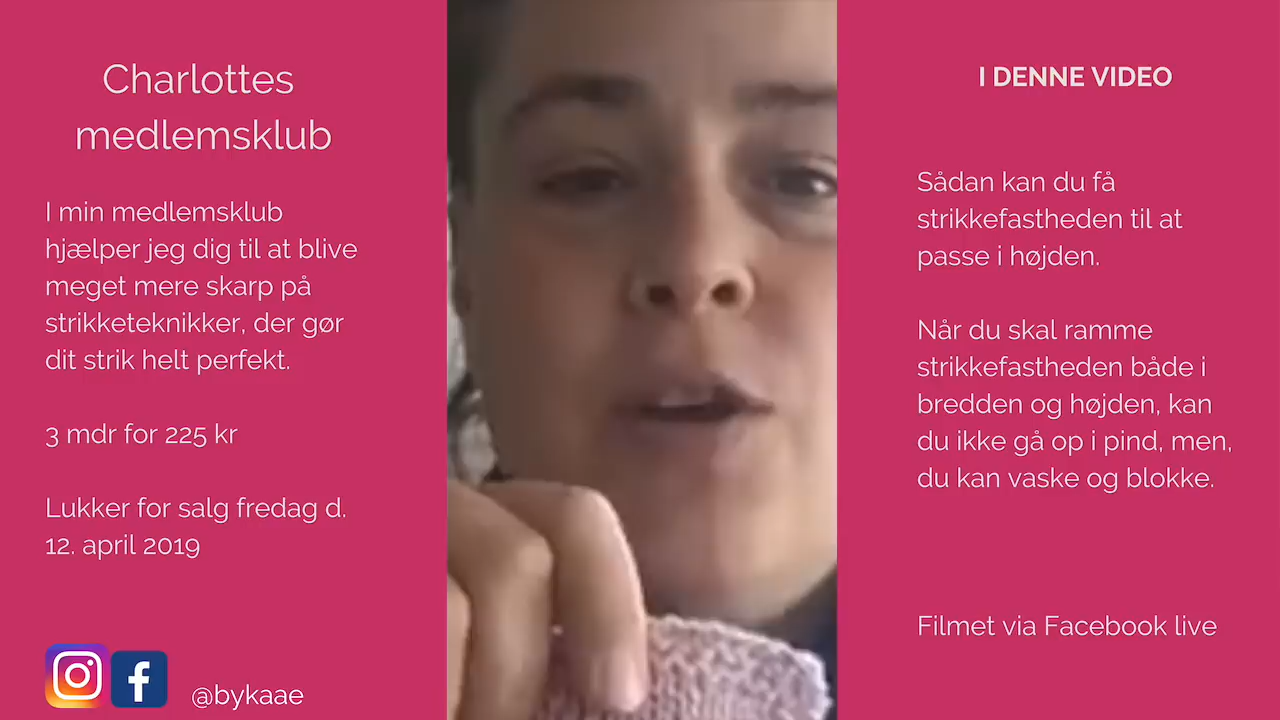 Charlottes
medlemsklub
I min medlemsklub
hjælper jeg dig til at blive
meget mere skarp på
strikketeknikker, der gør
dit strik helt perfekt.
3 mdr for 225 kr
Lukker for salg fredag d.
12. april 2019
@bykaae
I DENNE VIDEO
Sådan kan du få
strikkefastheden til at
passe i højden.
Når du skal ramme
strikkefastheden både i
bredden og højden, kan
du ikke gå op i pind, men,
du kan vaske og blokke.
Filmet via Facebook live